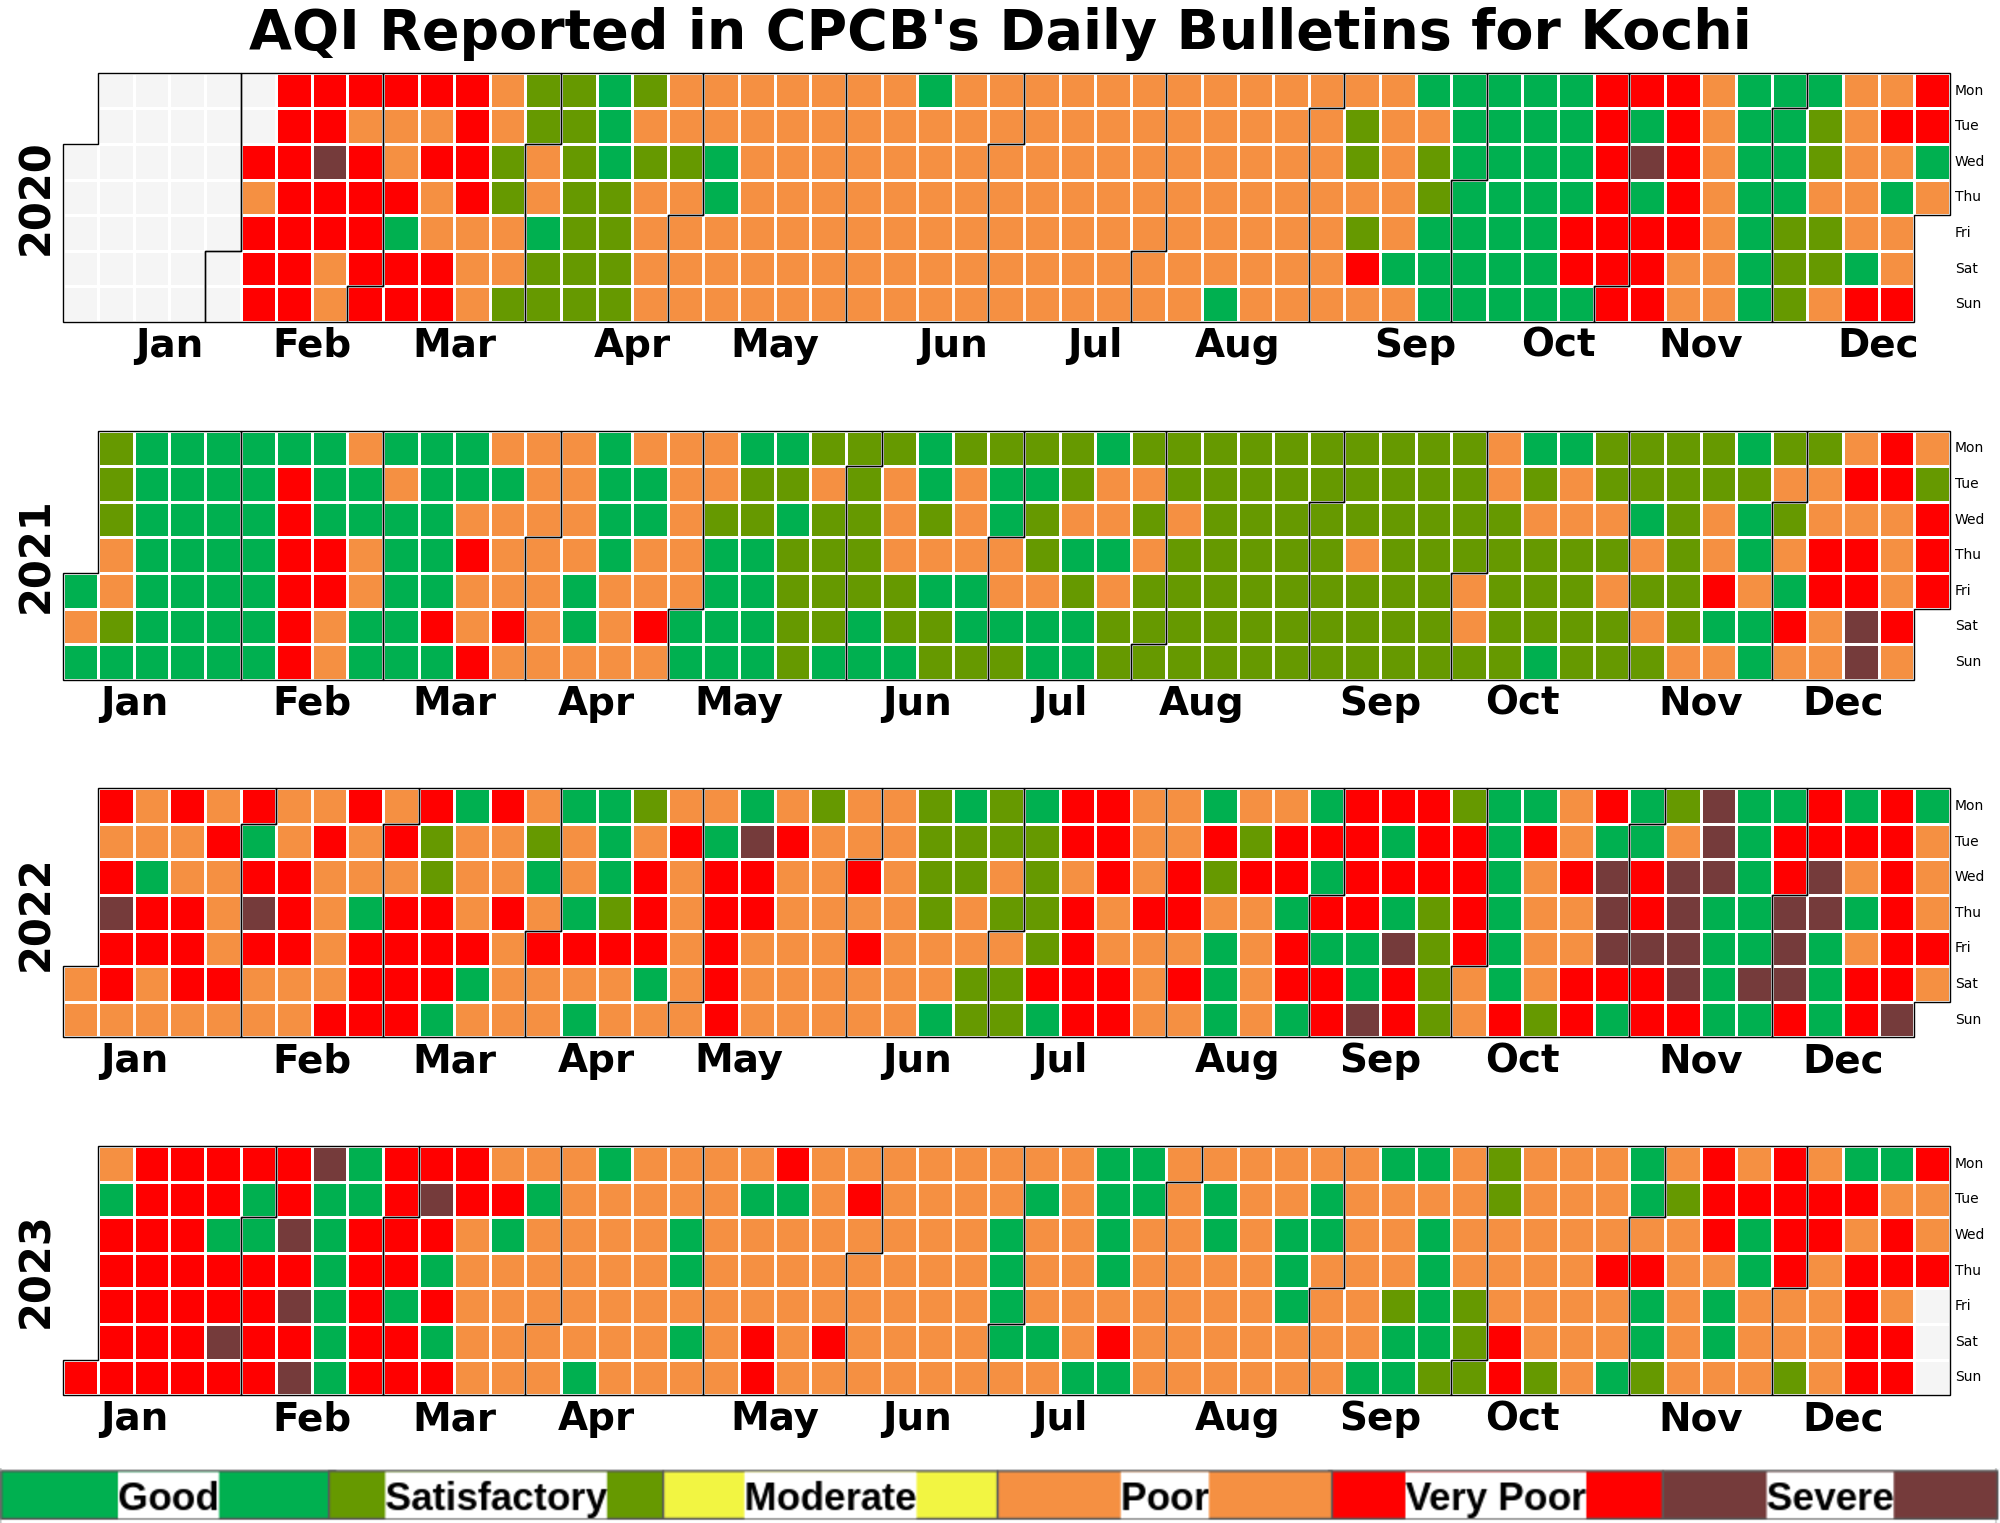 AQI Reported in CPCB's Daily Bulletins for Kochi
2020
Mon
Tue
Wed
Thu
Fri
Sat
Sun
Jan Feb Mar Apr May Jun Jul Aug Sep Oct Nov Dec
2021
Mon
Tue
Wed
Thu
Fri
Sat
Sun
Jan Feb Mar Apr May Jun Jul Aug Sep Oct Nov Dec
2022
Mon
Tue
Wed
Thu
Fri
Sat
Sun
Jan Feb Mar Apr May Jun Jul Aug Sep Oct Nov Dec
2023
Mon
Tue
Wed
Thu
Fri
Sat
Sun
Jan Feb Mar Apr May Jun Jul Aug Sep Oct Nov Dec
Good Satisfactory Moderate Poor Very Poor Severe